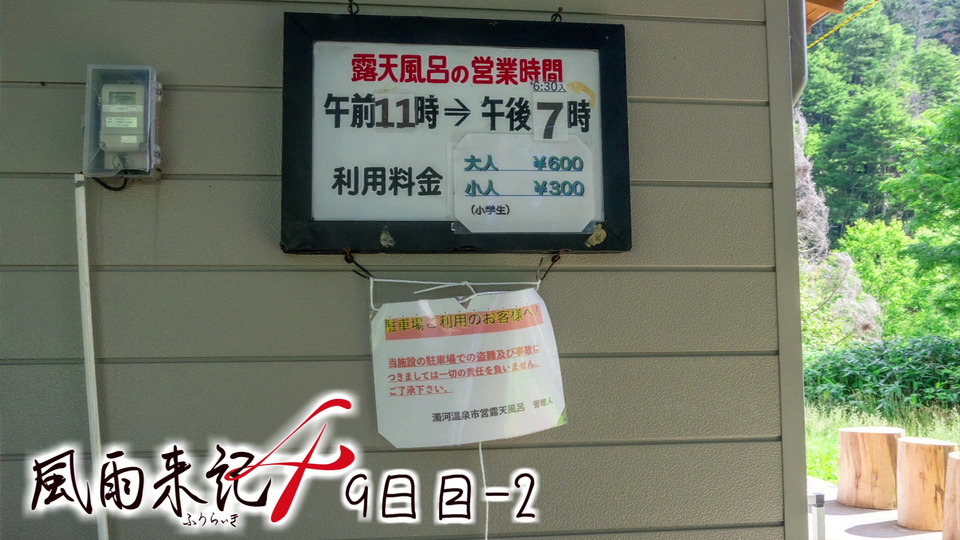 露天風呂の営業時間
6:30入
午前11時⇒午後7時
利用料金
大人 ¥600
小人 ¥300
(小学生)
駐車場ご利用のお客様へ!
当施設の駐車場での盗難及び事故に
つきましては一切の責任を負いません。
ご了承下さい。
濁河温泉市営露天風呂 管理人
風雨来記4 9日目-2
ふうらいき